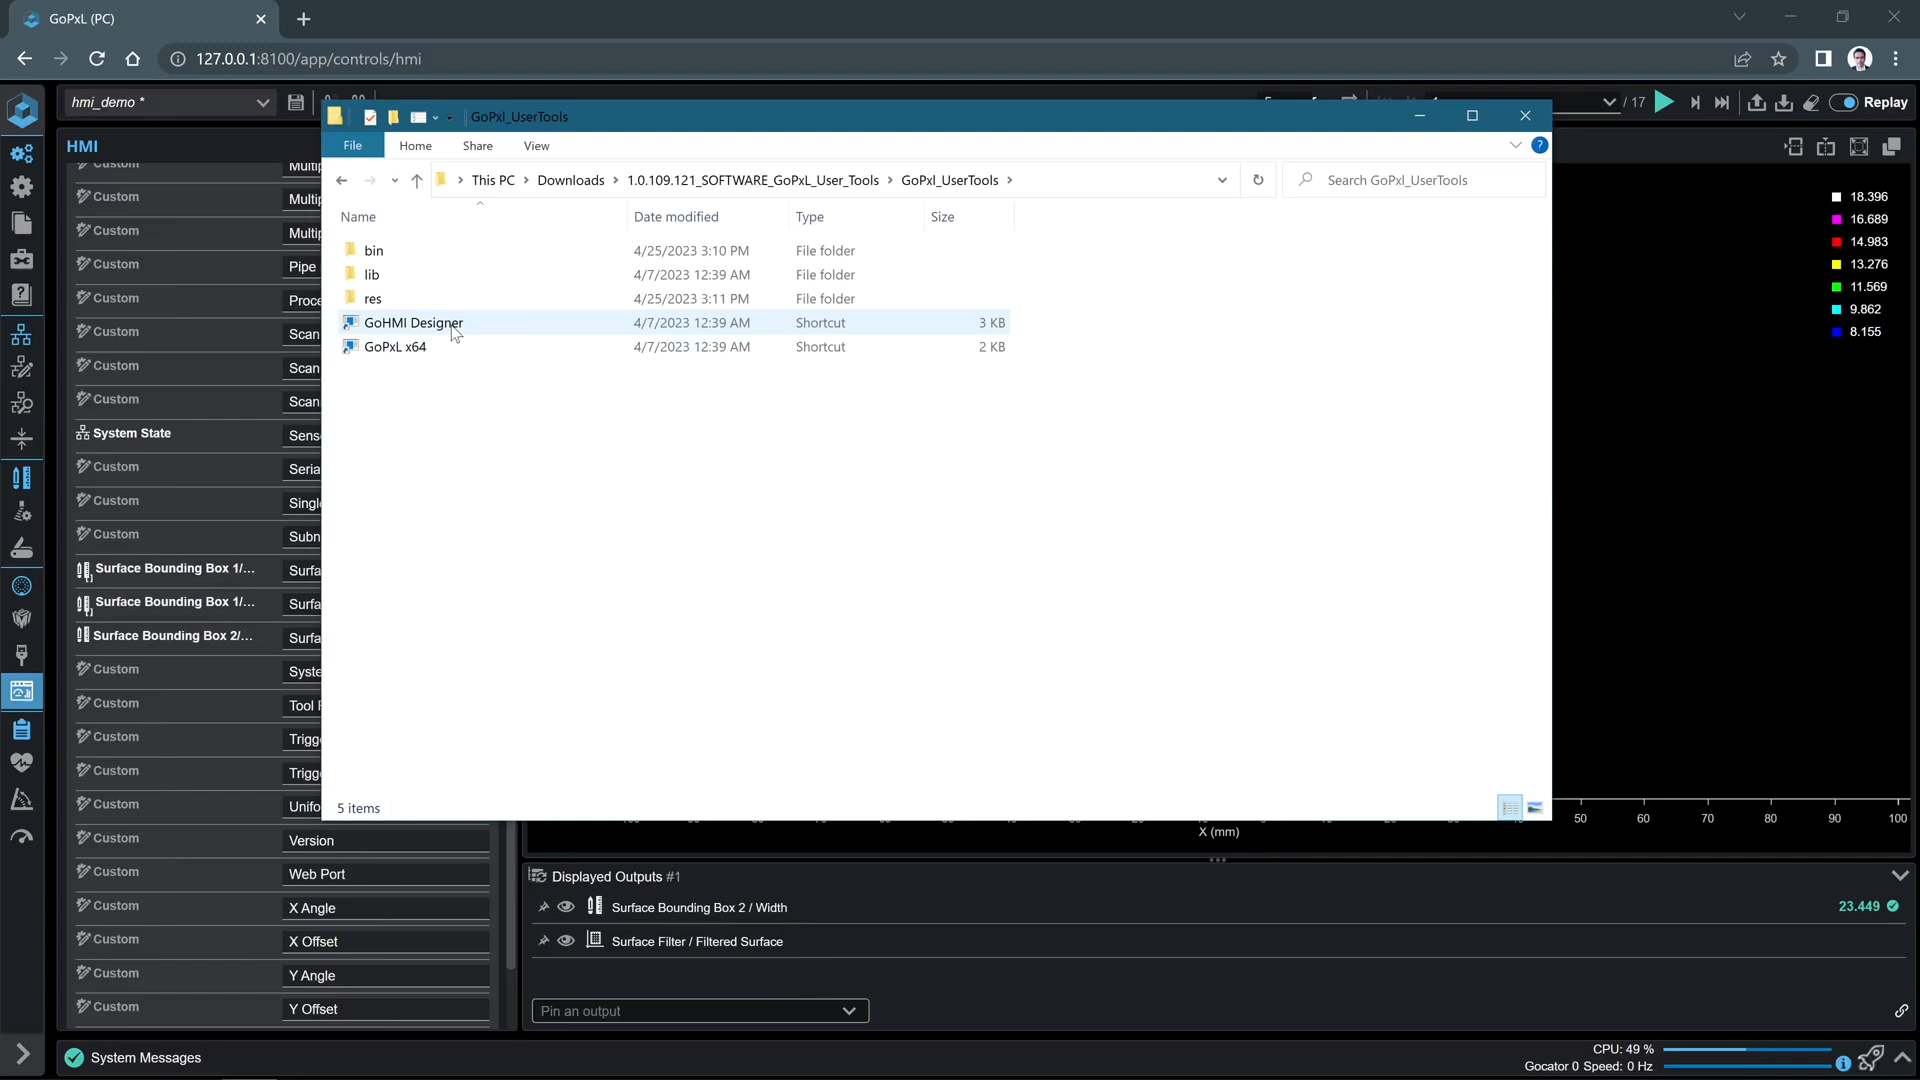 GoPxL (PC)
127.0.0.1:8100/app/controls/hmi
hmi_demo *
/ 17
Replay
HMI
GoPxl_UserTools
File
Home
Share
View
This PC
Downloads
1.0.109.121_SOFTWARE_GoPxL_User_Tools
GoPxl_UserTools
Search GoPxl_UserTools
Name
Date modified
Type
Size
bin
4/25/2023 3:10 PM
File folder
lib
4/7/2023 12:39 AM
File folder
res
4/25/2023 3:11 PM
File folder
GoHMI Designer
4/7/2023 12:39 AM
Shortcut
3 KB
GoPxL x64
4/7/2023 12:39 AM
Shortcut
2 KB
5 items
Custom
Custom
Custom
Custom
Custom Pipe
Custom Proce
Custom Scan
Custom Scan
Custom Scan
System State Sens
Custom Seria
Custom Singl
Custom Subn
Surface Bounding Box 1/... Surfa
Surface Bounding Box 1/... Surfa
Surface Bounding Box 2/... Surfa
Custom Syste
Custom Tool
Custom Trigg
Custom Trigg
Custom Unifo
Custom Version
Custom Web Port
Custom X Angle
Custom X Offset
Custom Y Angle
Custom Y Offset
18.396
16.689
14.983
13.276
11.569
9.862
8.155
50 60 70 80 90 100
X (mm)
Displayed Outputs #1
Surface Bounding Box 2 / Width
23.449
Surface Filter / Filtered Surface
Pin an output
System Messages
CPU: 49 %
Gocator 0 Speed: 0 Hz